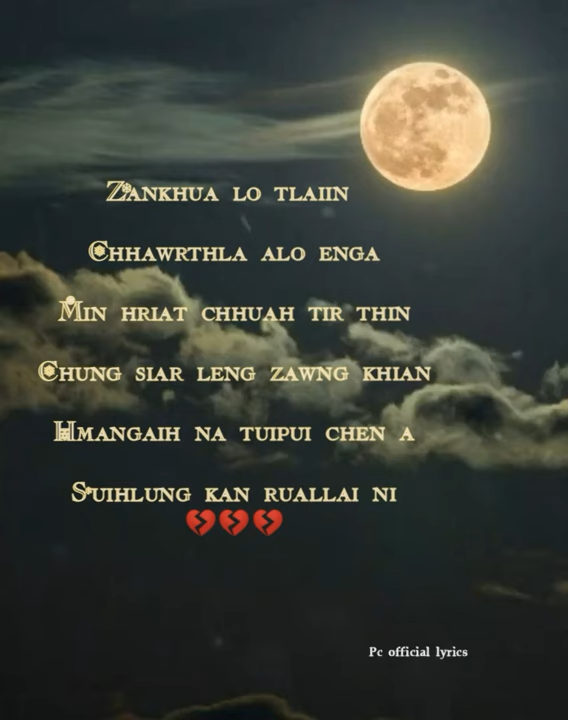 Zankhua lo tlaiin
Chhawrthla alo enga
Min hriat chhuah tir thin
Chung siar leng zawng khian
Hmangaih na tuipui chen a
Suihlung kan ruallai ni
💔💔💔
Pc official lyrics